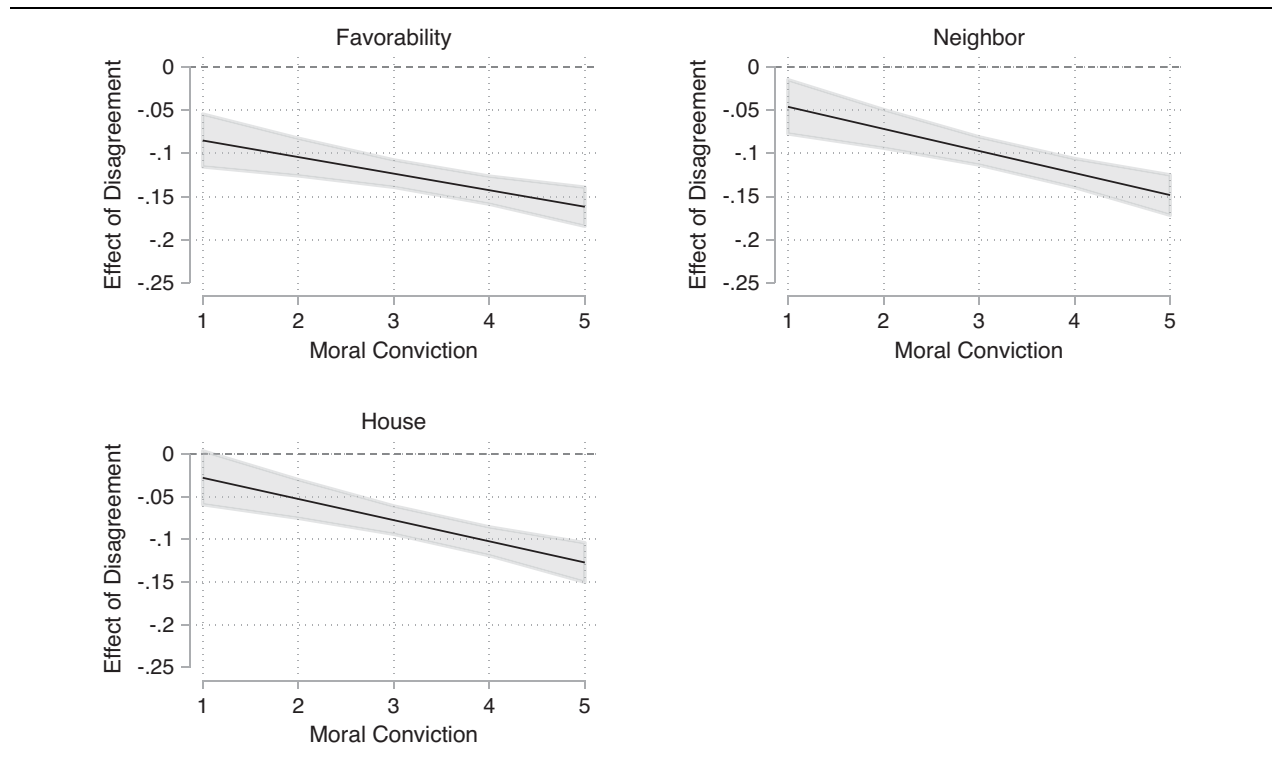 Favorability
Effect of Disagreement
0
-.05
-.1
-.15
-.2
-.25
1 2 3 4 5
Moral Conviction
Neighbor
Effect of Disagreement
0
-.05
-.1
-.15
-.2
-.25
1 2 3 4 5
Moral Conviction
House
Effect of Disagreement
0
-.05
-.1
-.15
-.2
-.25
1 2 3 4 5
Moral Conviction